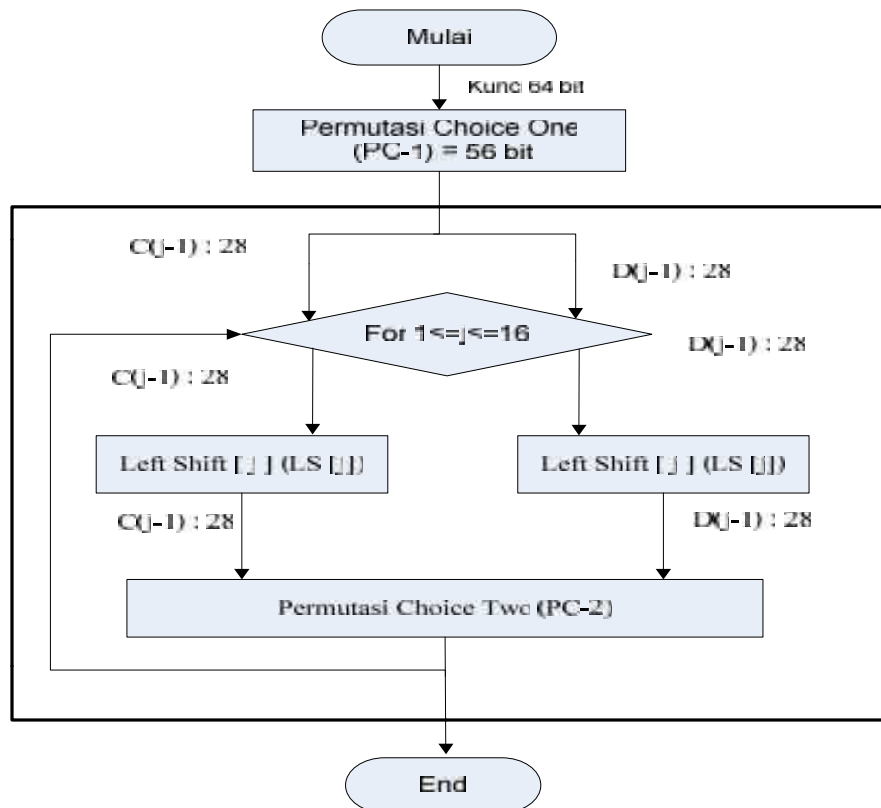 Mulai
Kunc 64 bit
Permutasi Choice One
(PC-1) = 56 bit
C(j-1) : 28
D(j-1) : 28
For 1<=j<=16
D(j-1) : 28
C(j-1) : 28
Left Shift [ j ] (LS [j])
Left Shift [ j ] (LS [j])
C(j-1) : 28
D(j-1) : 28
Permutasi Choice Two (PC-2)
End